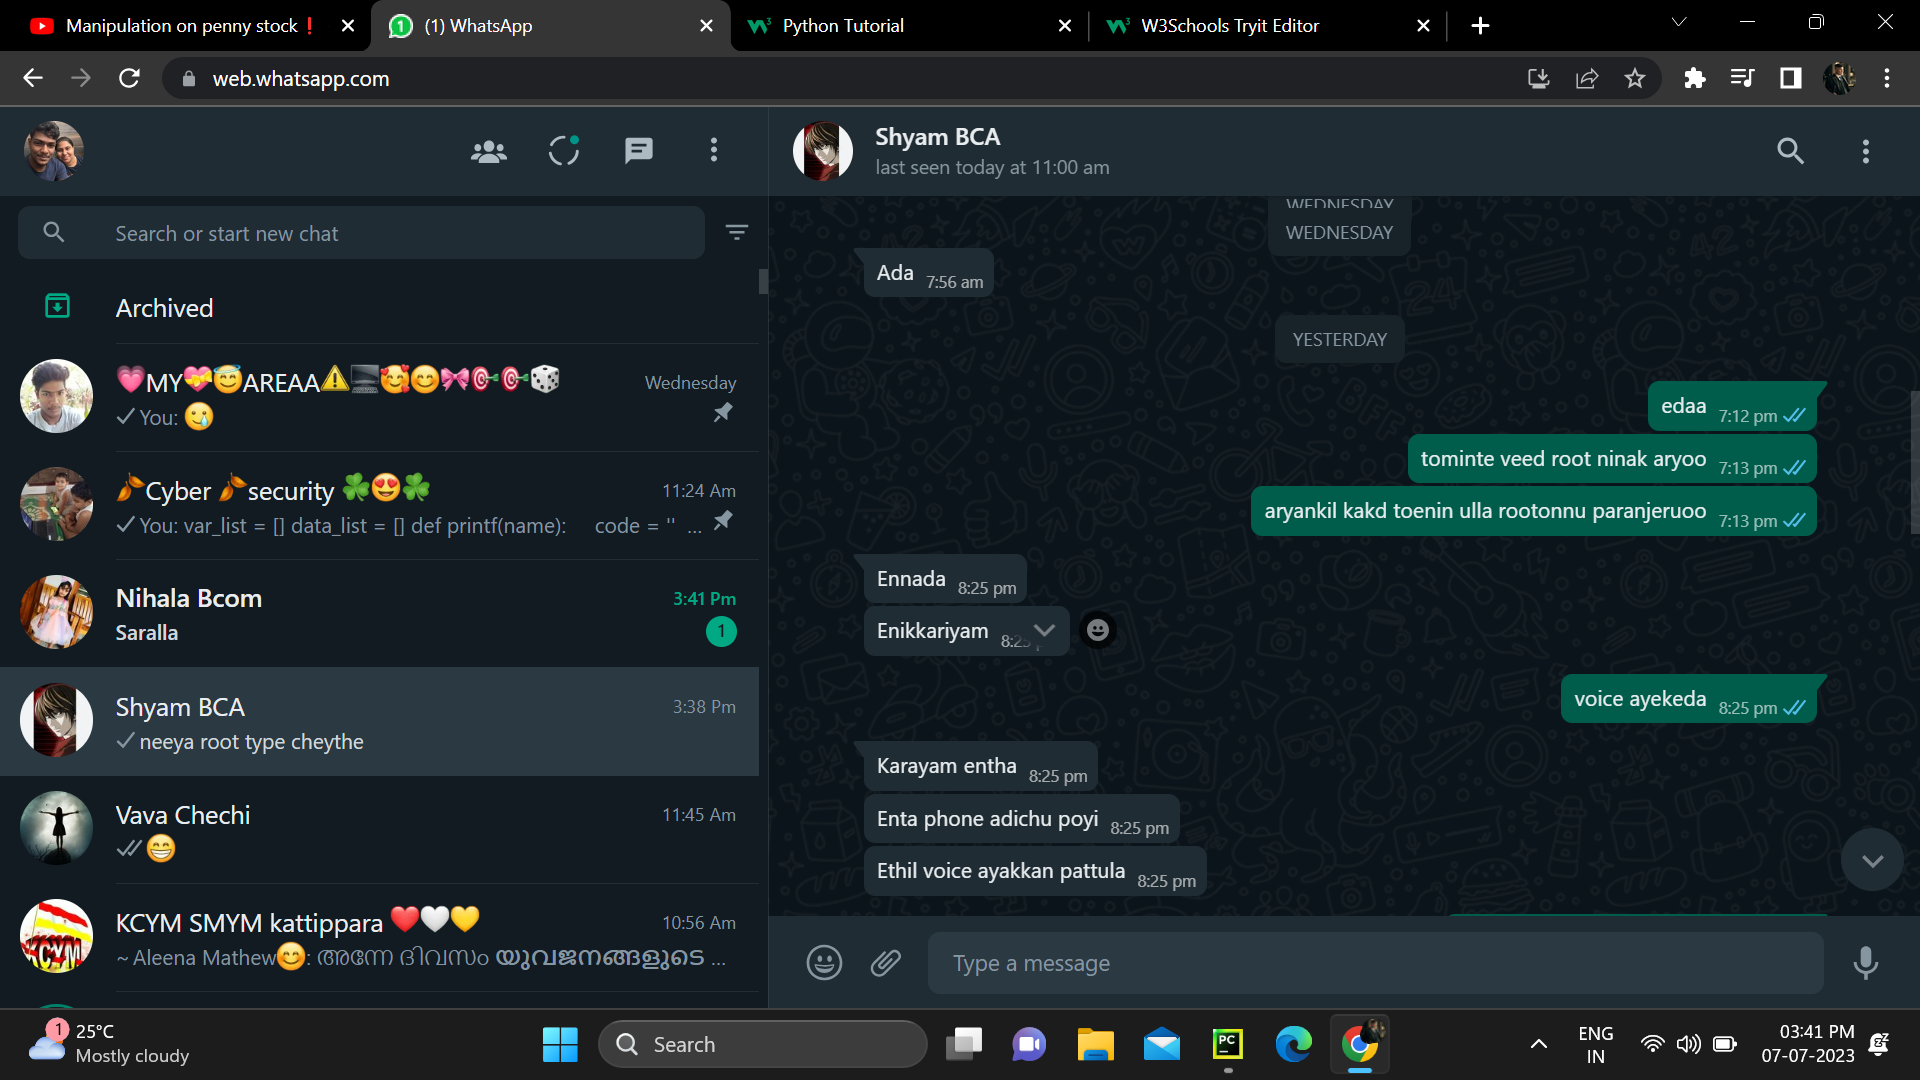 Manipulation on penny stock❗
(1) WhatsApp
Python Tutorial
W3Schools Tryit Editor
web.whatsapp.com
Search or start new chat
Archived
💗MY💝😇AREAA⚠️💻🥰😊🎀🎯🎯🎲
Wednesday
You: 🥲
🍂Cyber 🍂security ☘️😍☘️
11:24 Am
You: var_list = [] data_list = [] def printf(name): code = '' ...
Nihala Bcom
3:41 Pm
Saralla
1
Shyam BCA
3:38 Pm
neeya root type cheythe
Vava Chechi
11:45 Am
😁
KCYM SMYM kattippara ❤️🤍💛
10:56 Am
~ Aleena Mathew😊: അന്നേ ദിവസം യുവജനങ്ങളുടെ ...
Shyam BCA
last seen today at 11:00 am
WEDNESDAY
WEDNESDAY
Ada 7:56 am
YESTERDAY
edaa 7:12 pm
tominte veed root ninak aryoo 7:13 pm
aryankil kakd toenin ulla rootonnu paranjeruoo 7:13 pm
Ennada 8:25 pm
Enikkariyam
voice ayekeda 8:25 pm
Karayam entha 8:25 pm
Enta phone adichu poyi 8:25 pm
Ethil voice ayakkan pattula 8:25 pm
Type a message
1
25°C
Mostly cloudy
Search
PC
ENG
IN
03:41 PM
07-07-2023